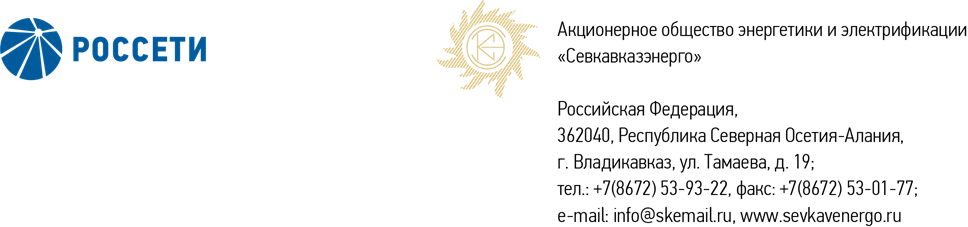 РОССЕТИ
Акционерное общество энергетики и электрификации
«Севкавказэнерго»
Российская Федерация,
362040, Республика Северная Осетия-Алания,
г. Владикавказ, ул. Тамаева, д. 19;
тел.: +7(8672) 53-93-22, факс: +7(8672) 53-01-77;
e-mail: info@skemail.ru, www.sevkavenergo.ru